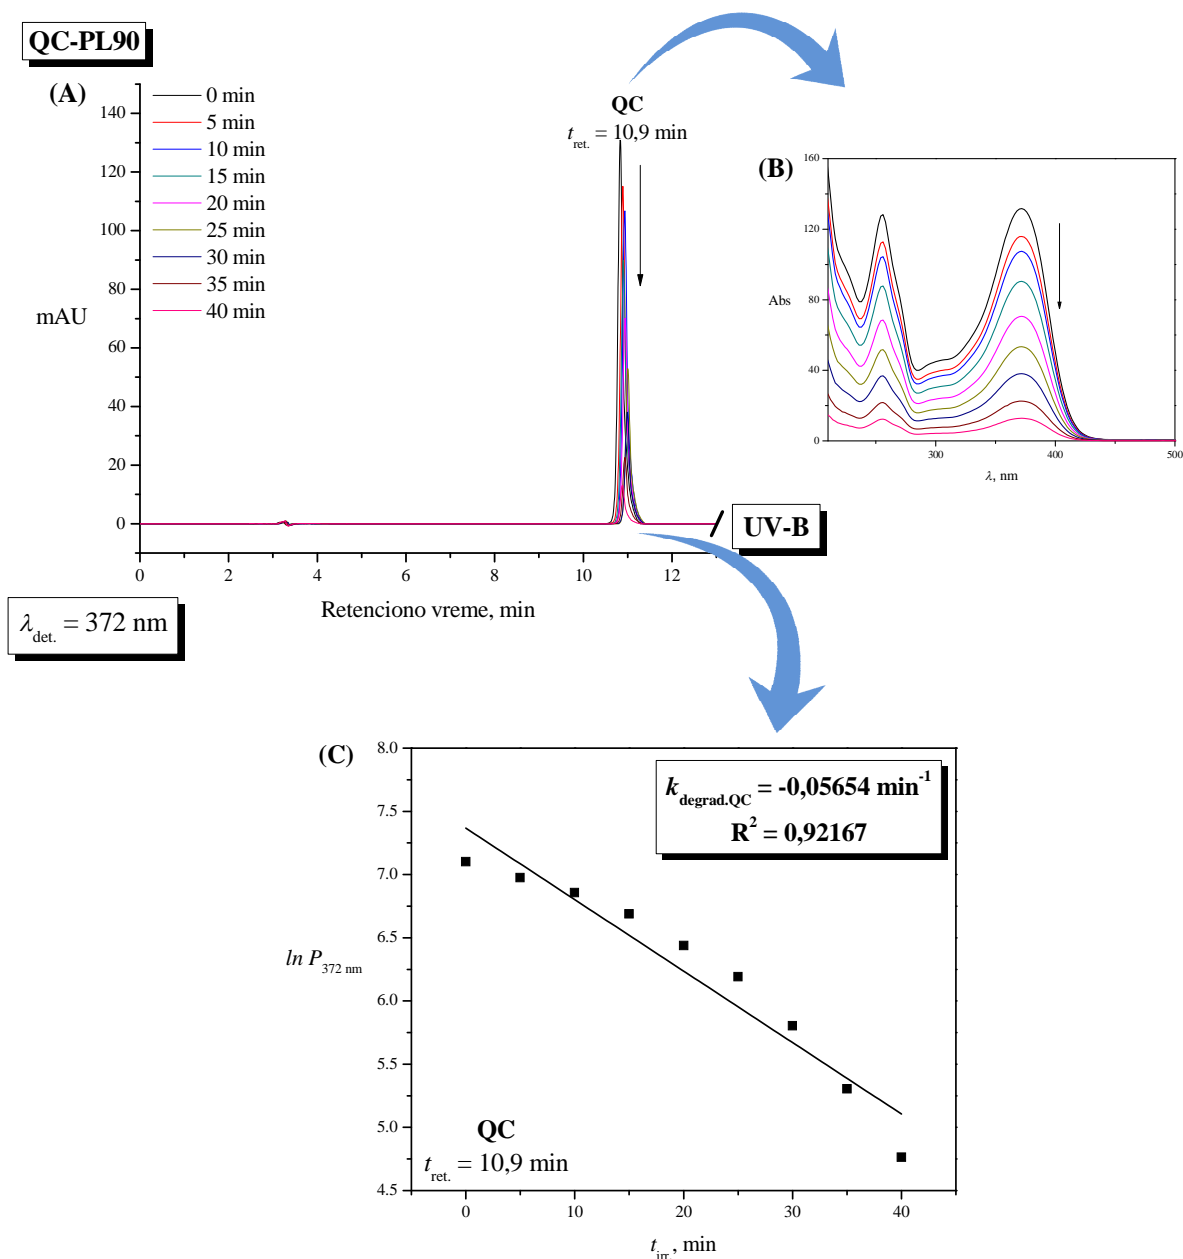 QC-PL90
(A)
0 min
5 min
10 min
15 min
20 min
25 min
30 min
35 min
40 min
QC
t ret. = 10,9 min
mAU
140
120
100
80
60
40
20
0
0 2 4 6 8 10 12
Retenciono vreme, min
UV-B
λ det. = 372 nm
(B)
160
120
80
40
0
Abs
300 400 500
λ, nm
(C)
8.0
7.5
7.0
6.5
6.0
5.5
5.0
4.5
ln P 372 nm
k degrad.QC = -0,05654 min-1
R2 = 0,92167
QC
t ret. = 10,9 min
0 10 20 30 40
t irr. , min